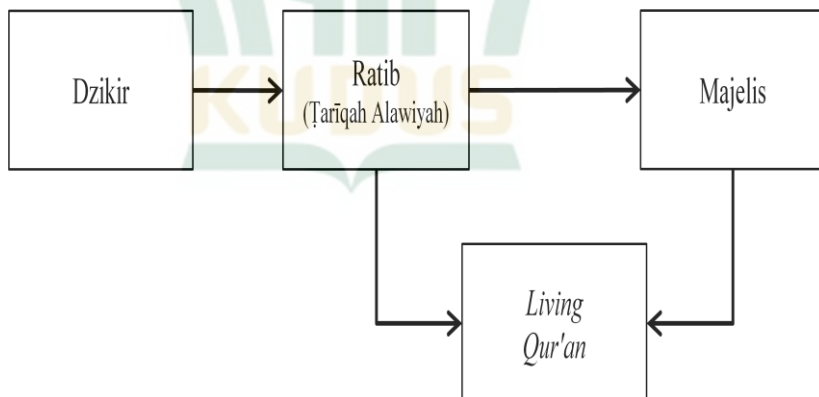 Dzikir
Ratib
(Ṭarīqah Alawiyah)
Majelis
KUDUS
Living
Qur'an